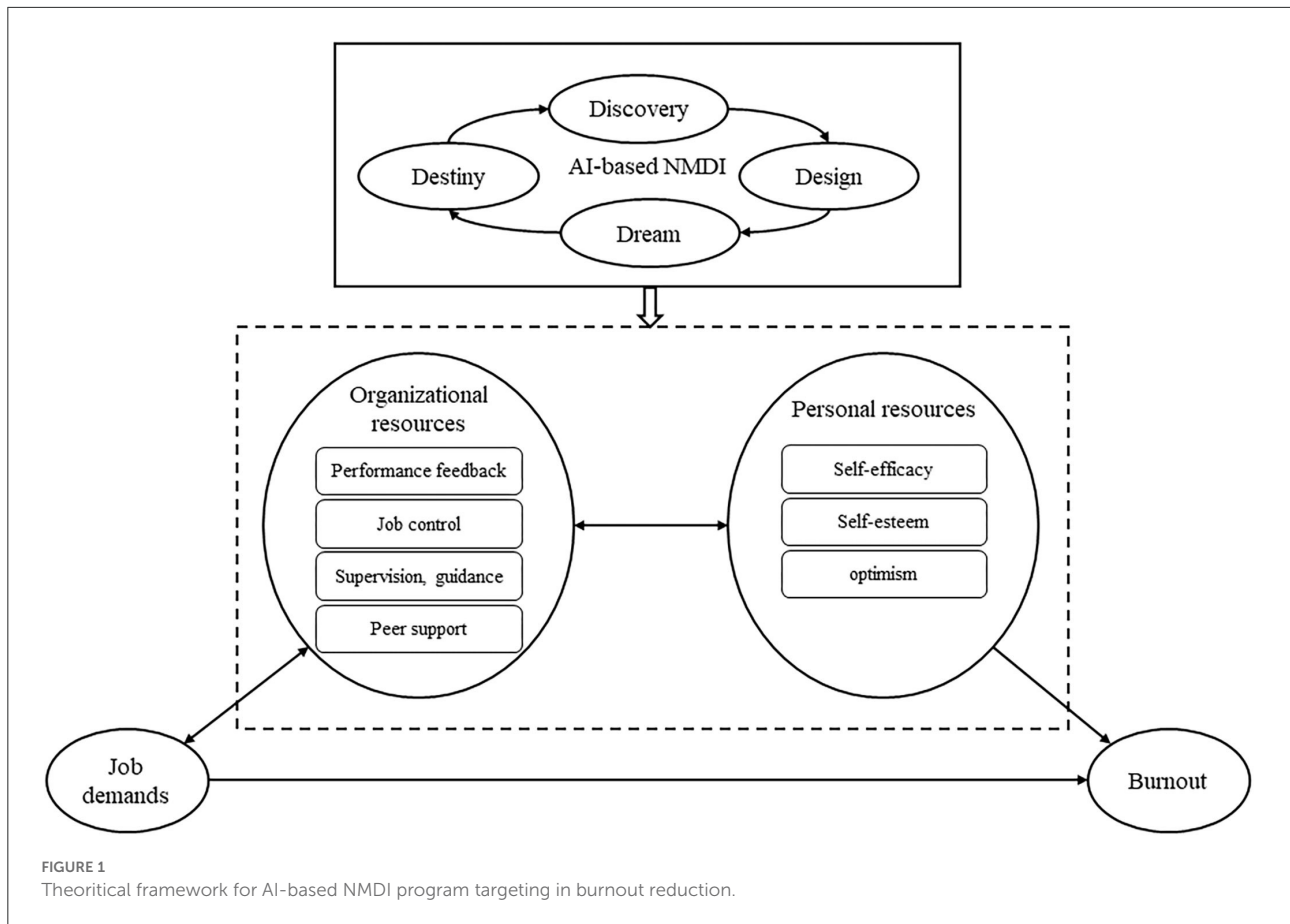 Discovery
AI-based NMDI
Destiny
Design
Dream
Organizational
resources
Performance feedback
Job control
Supervision, guidance
Peer support
Personal resources
Self-efficacy
Self-esteem
optimism
Job
demands
Burnout
FIGURE 1
Theoritical framework for AI-based NMDI program targeting in burnout reduction.